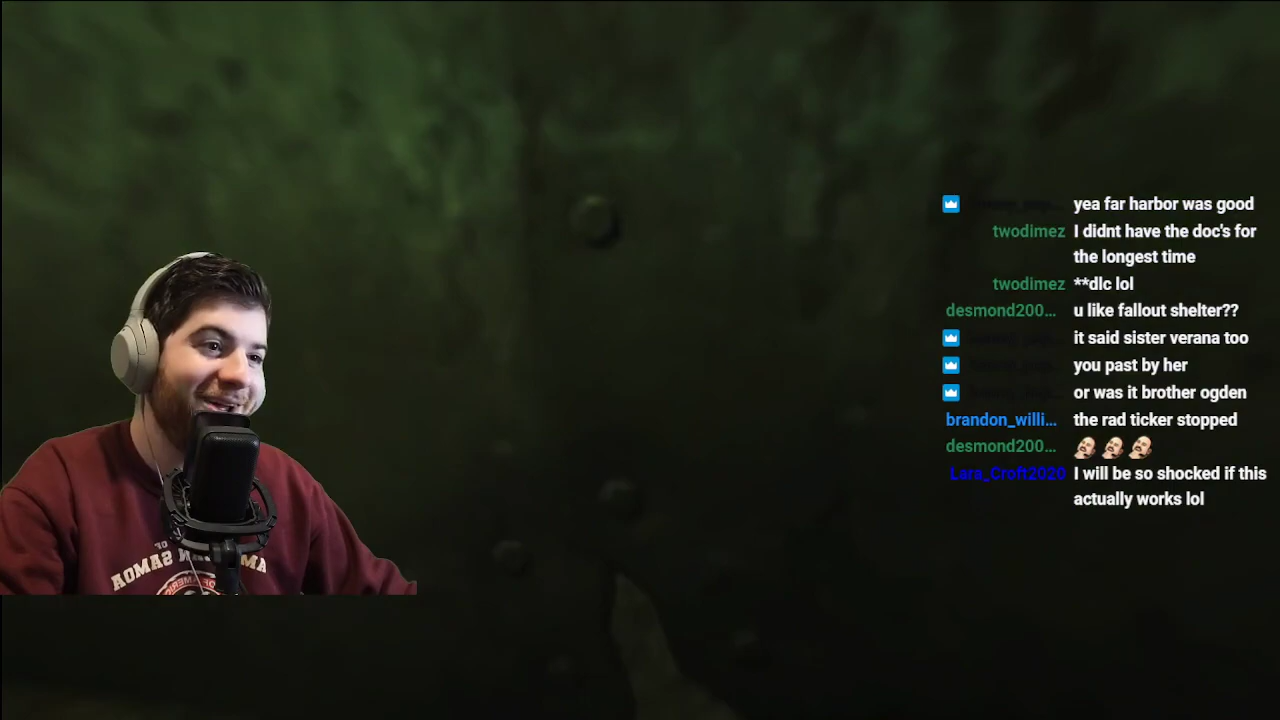 yea far harbor was good
twodimez I didnt have the doc's for
the longest time
twodimez **dlc lol
desmond200... u like fallout shelter??
it said sister verana too
you past by her
or was it brother ogden
brandon_willi... the rad ticker stopped
desmond200...
Lara_Croft2020 I will be so shocked if this
actually works lol
SAMOA